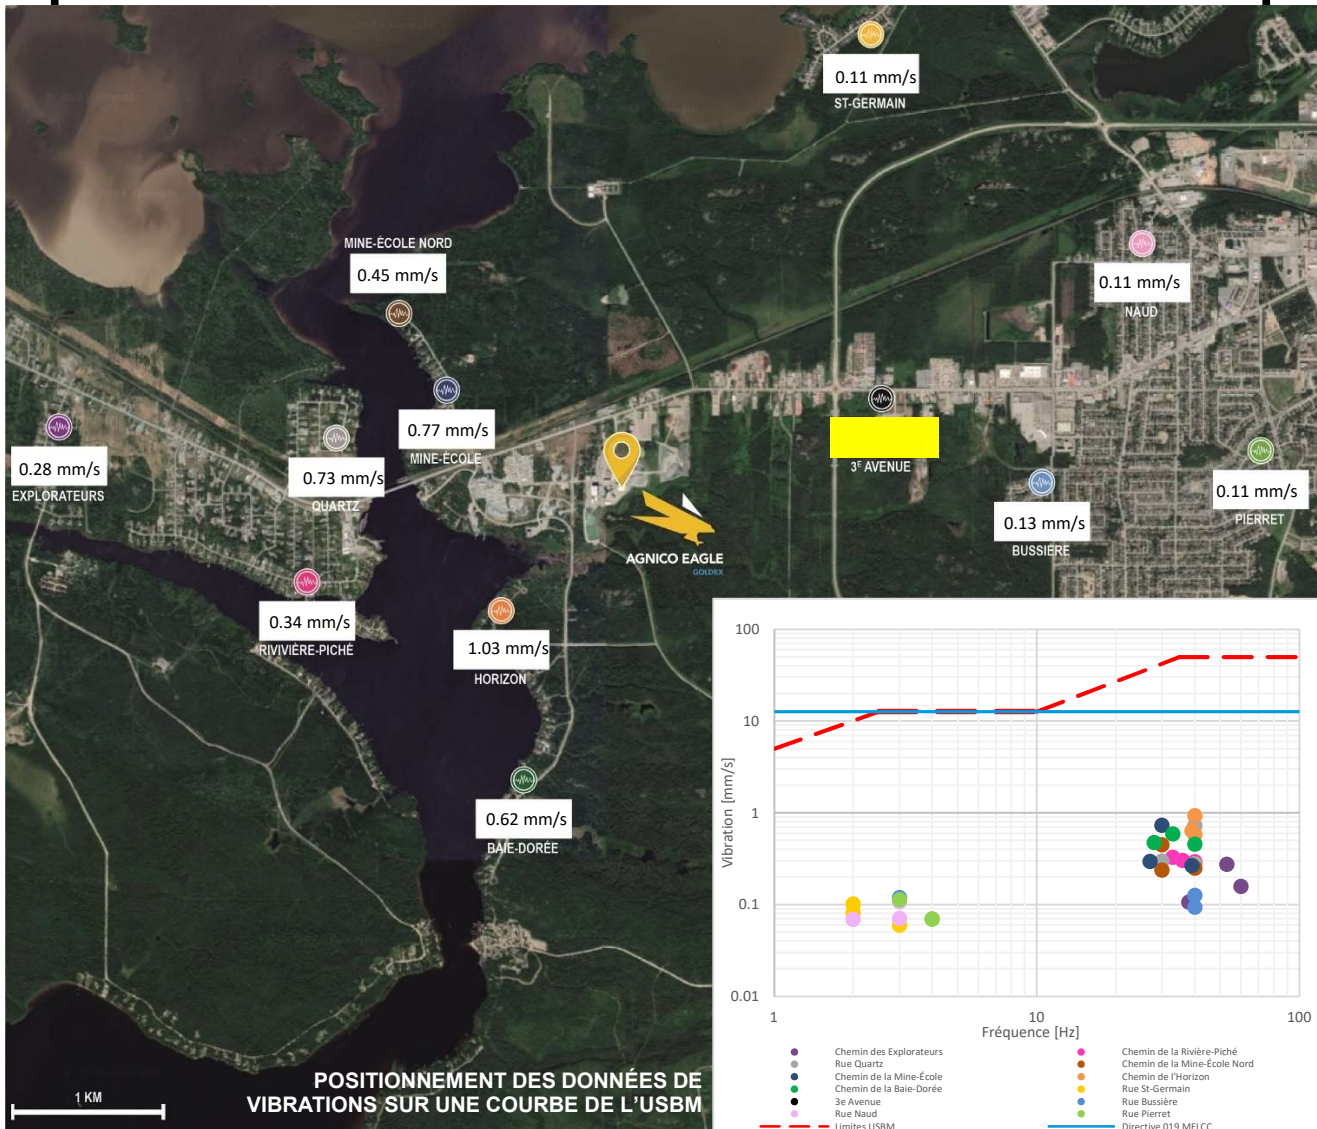 0.11 mm/s
ST-GERMAIN
MINE-ÉCOLE NORD
0.45 mm/s
0.11 mm/s
NAUD
0.77 mm/s
MINE-ÉCOLE
0.28 mm/s
EXPLORATEURS
0.73 mm/s
QUARTZ
3E AVENUE
0.11 mm/s
PIERRET
0.13 mm/s
BUSSIÈRE
AGNICO EAGLE
GOLDEX
0.34 mm/s
RIVIVIÈRE-PICHÉ
1.03 mm/s
HORIZON
0.62 mm/s
BAIE-DORÉE
100
10
1
0.1
0.01
Vibration [mm/s]
1
10
100
Fréquence [Hz]
Chemin des Explorateurs
Chemin de la Rivière-Piché
Rue Quartz
Chemin de la Mine-École Nord
Chemin de la Mine-École
Chemin de l'Horizon
Chemin de la Baie-Dorée
Rue St-Germain
3e Avenue
Rue Bussière
Rue Naud
Rue Pierret
Limites USBM
Directive 019 MELCC
1 KM
POSITIONNEMENT DES DONNÉES DE
VIBRATIONS SUR UNE COURBE DE L'USBM